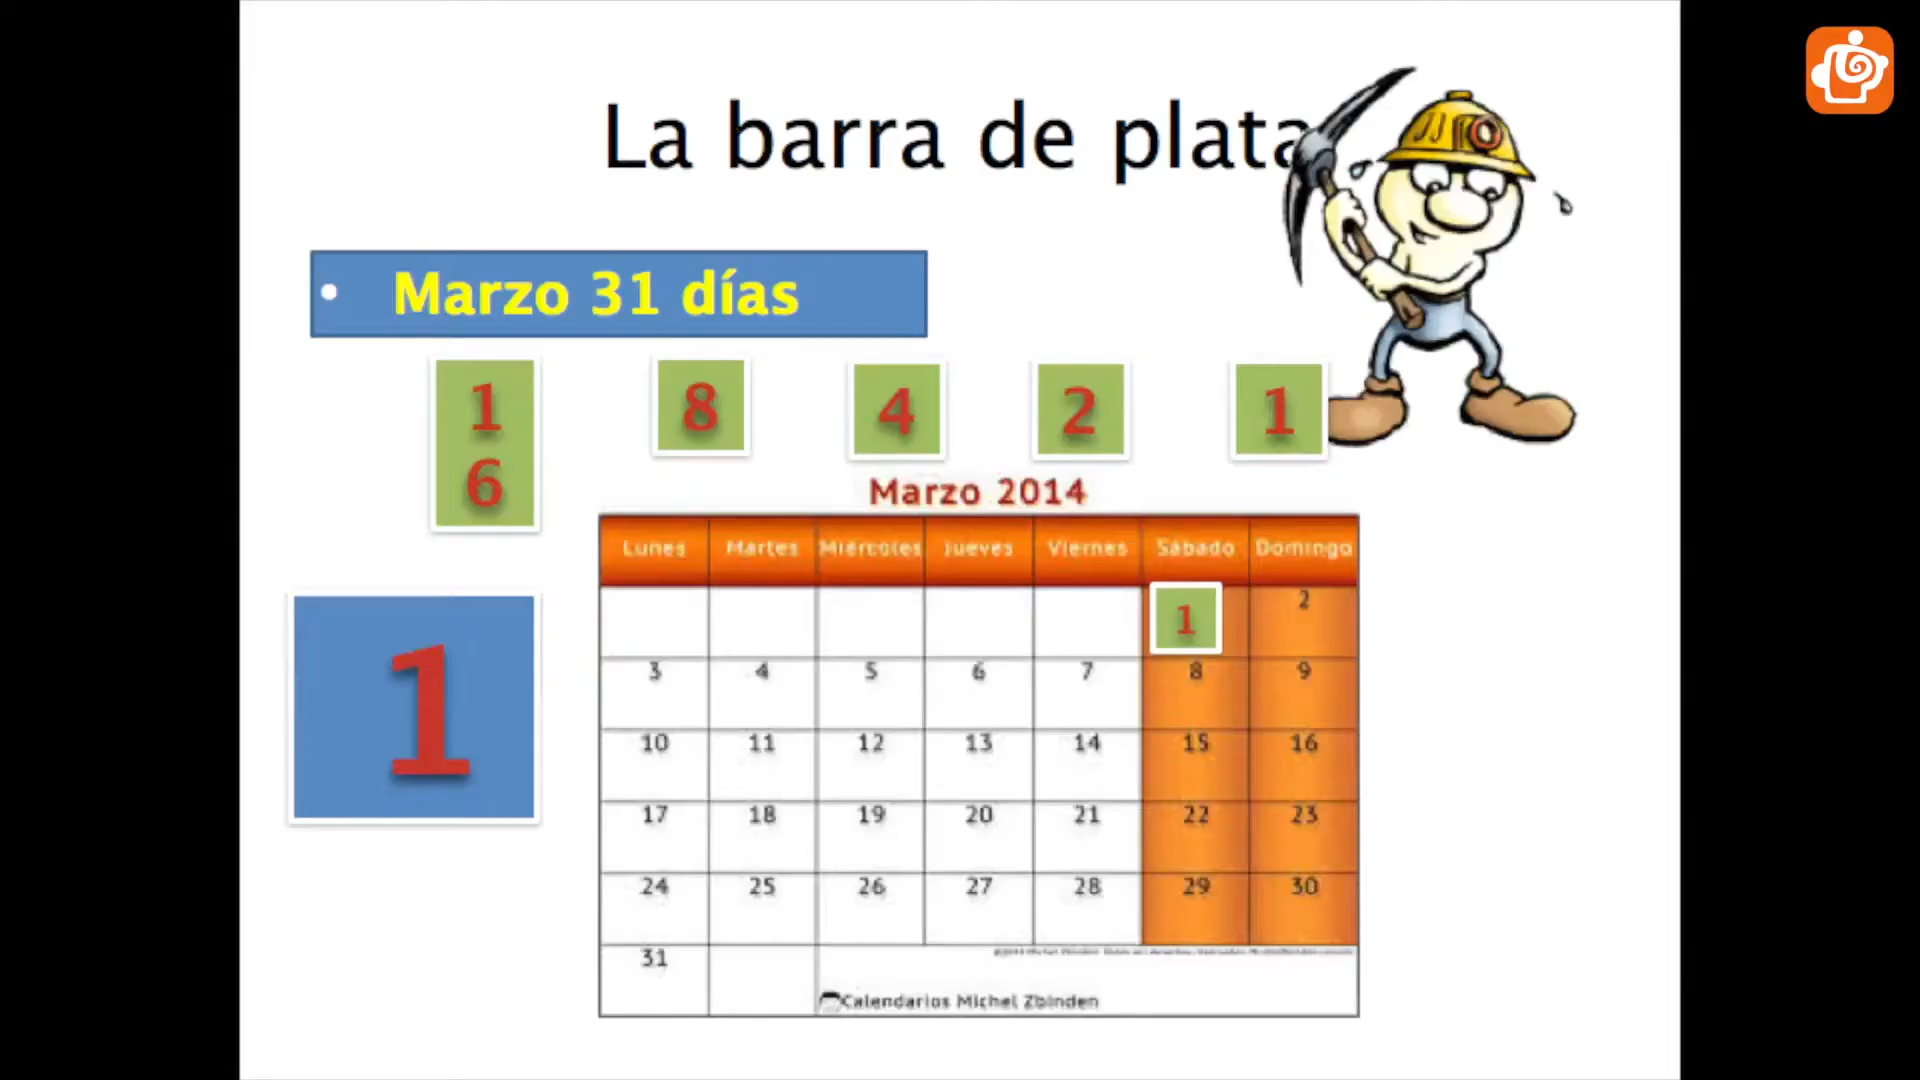 La barra de plata
• Marzo 31 días
1
6
8
4
2
1
Marzo 2014
Lunes Martes Miércoles Jueves Viernes Sábado Domingo
1 2
3 4 5 6 7 8 9
10 11 12 13 14 15 16
17 18 19 20 21 22 23
24 25 26 27 28 29 30
31
Calendarios Michel Zbinden
1